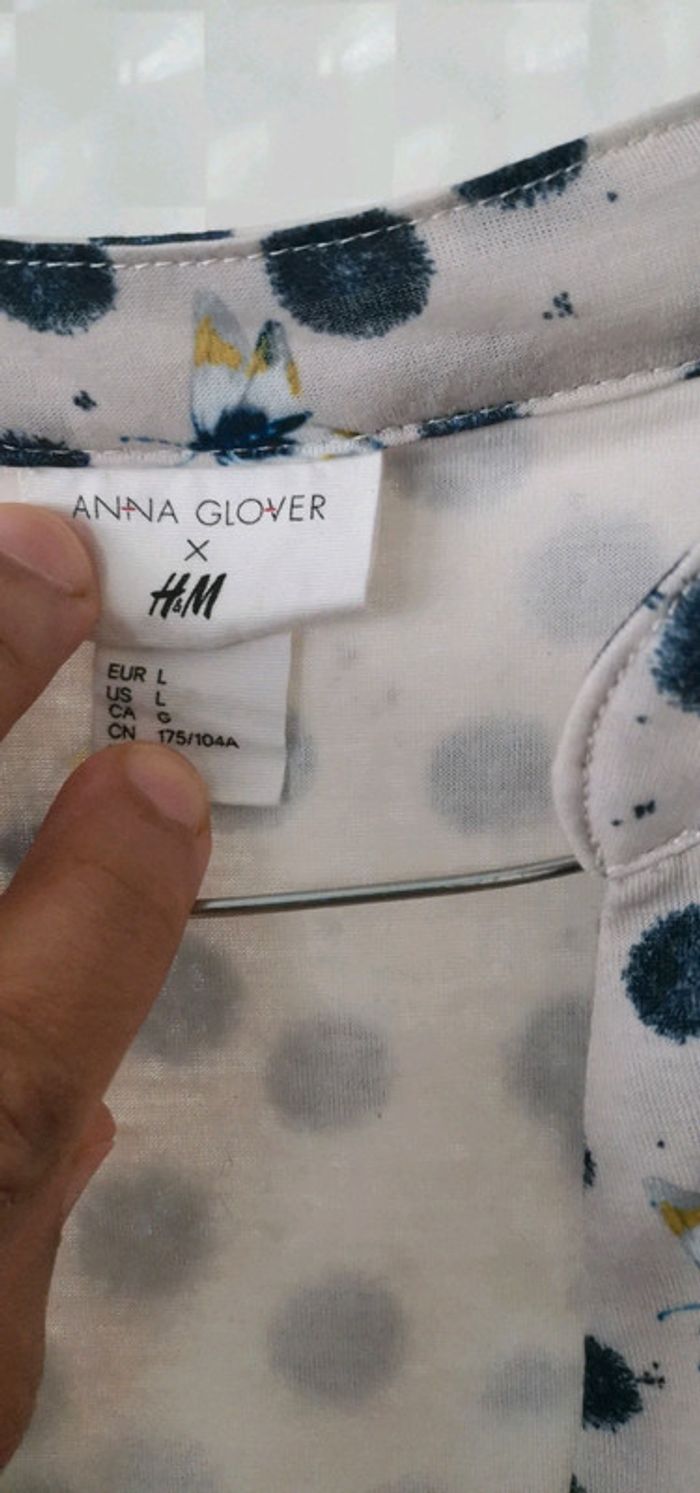 ANNA GLOVER
X
H&M
EUR L
US L
CA G
CN 175/104A